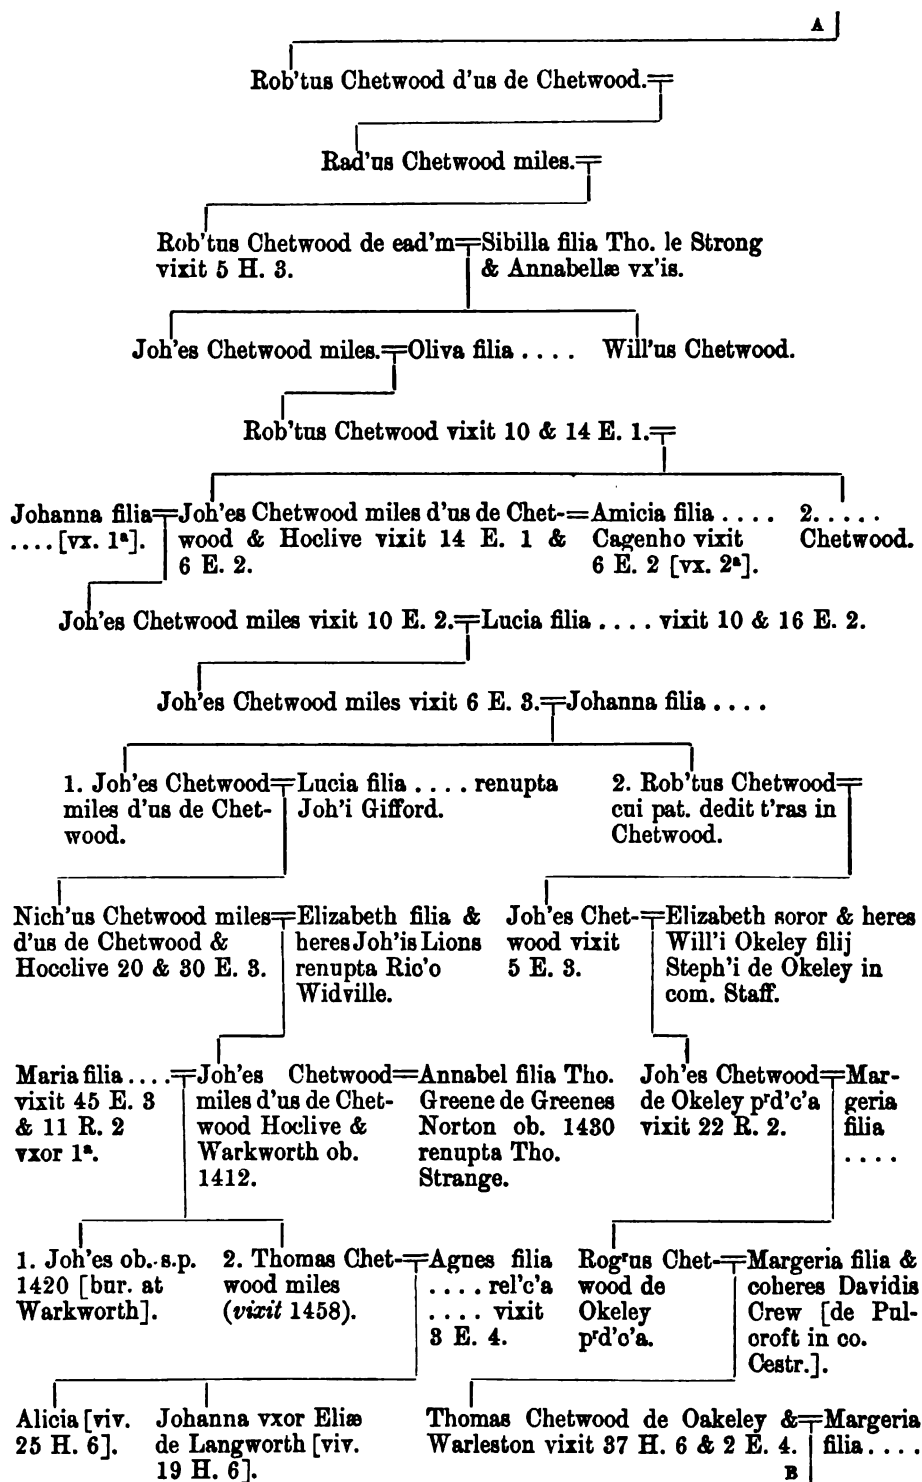 A
Rob'tus Chetwood d'us de Chetwood.
Rad'us Chetwood miles.
Rob'tus Chetwood de ead'm
vixit 5 H. 3.
Sibilla filia Tho. le Strong
& Annabellæ vx'is.
Joh'es Chetwood miles.
Oliva filia . . . .
Will'us Chetwood.
Rob'tus Chetwood vixit 10 & 14 E. 1.
Johanna filia
. . . . [vx. 1ᵃ].
Joh'es Chetwood miles d'us de Chet-
wood & Hoclive vixit 14 E. 1 &
6 E. 2.
Amicia filia . . . .
Cagenho vixit
6 E. 2 [vx. 2ᵃ].
2. . . . .
Chetwood.
Joh'es Chetwood miles vixit 10 E. 2.
Lucia filia . . . . vixit 10 & 16 E. 2.
Joh'es Chetwood miles vixit 6 E. 3.
Johanna filia . . . .
1. Joh'es Chetwood
miles d'us de Chet-
wood.
Lucia filia . . . . renupta
Joh'i Gifford.
2. Rob'tus Chetwood
cui pat. dedit t'ras in
Chetwood.
Nich'us Chetwood miles
d'us de Chetwood &
Hocclive 20 & 30 E. 3.
Elizabeth filia &
heres Joh'is Lions
renupta Ric'o
Widville.
Joh'es Chet-
wood vixit
5 E. 3.
Elizabeth soror & heres
Will'i Okeley filij
Steph'i de Okeley in
com. Staff.
Maria filia . . . .
vixit 45 E. 3
& 11 R. 2
vxor 1ᵃ.
Joh'es Chetwood
miles d'us de Chet-
wood Hoclive &
Warkworth ob.
1412.
Annabel filia Tho.
Greene de Greenes
Norton ob. 1430
renupta Tho.
Strange.
Joh'es Chetwood
de Okeley pʳd'c'a
vixit 22 R. 2.
Mar-
geria
filia
. . . .
1. Joh'es ob. s.p.
1420 [bur. at
Warkworth].
2. Thomas Chet-
wood miles
(vixit 1458).
Agnes filia
. . . . rel'c'a
. . . . vixit
3 E. 4.
Rogʳus Chet-
wood de
Okeley
pʳd'c'a.
Margeria filia &
coheres Davidis
Crew [de Pul-
croft in co.
Cestr.].
Alicia [viv.
25 H. 6].
Johanna vxor Eliæ
de Langworth [viv.
19 H. 6].
Thomas Chetwood de Oakeley &
Warleston vixit 37 H. 6 & 2 E. 4.
Margeria
filia . . . .
B